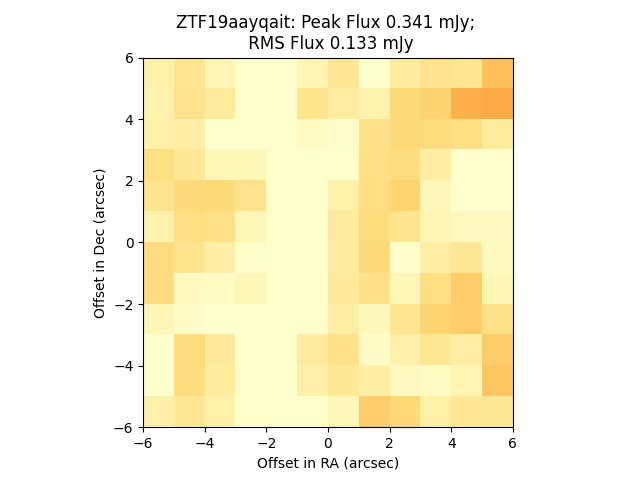 ZTF19aayqait: Peak Flux 0.341 mJy;
RMS Flux 0.133 mJy
6
4
2
0
−2
−4
−6
Offset in Dec (arcsec)
−6 −4 −2 0 2 4 6
Offset in RA (arcsec)